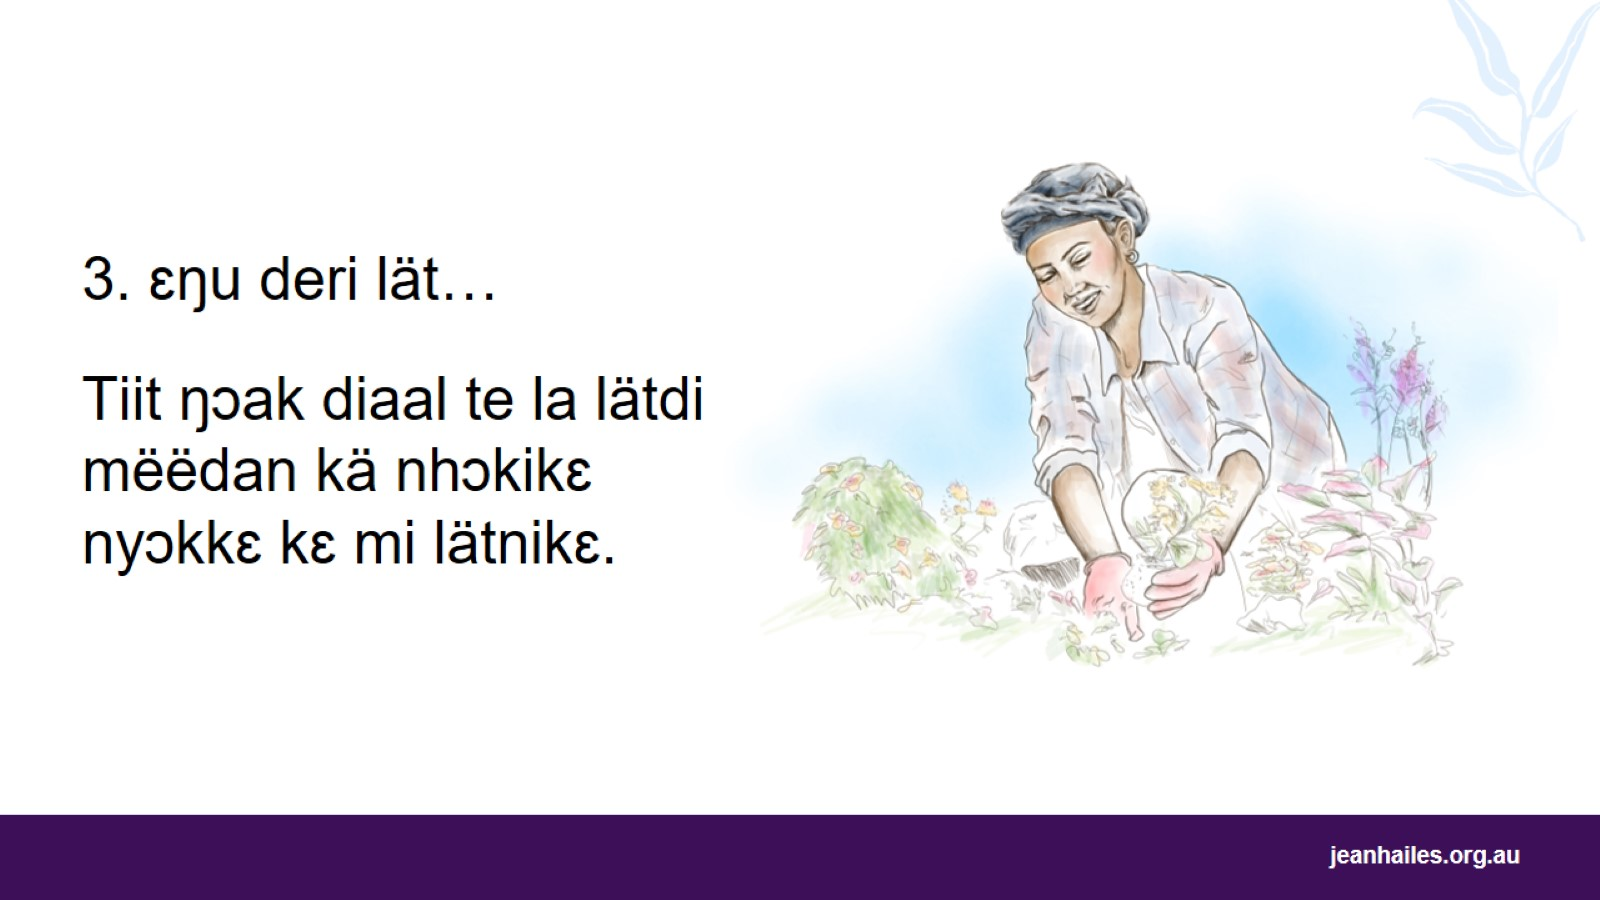 3. ɛŋu deri lät…
Tiit ŋɔak diaal te la lätdi
mëëdan kä nhɔkikɛ
nyɔkkɛ kɛ mi lätnikɛ.
jeanhailes.org.au